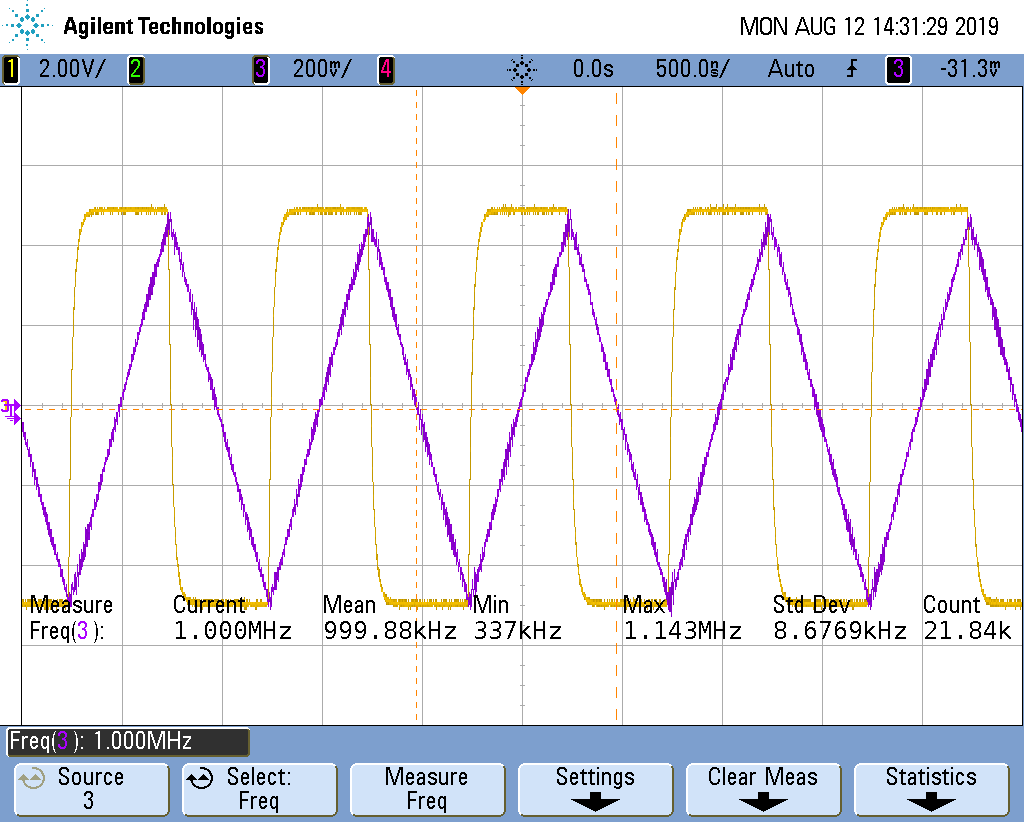 Agilent Technologies MON AUG 12 14:31:29 2019
1 2.00V/ 2 3 200mV/ 4 0.0s 500.0ns/ Auto 3 -31.3mV
3
Measure Current Mean Min Max Std Dev Count
Freq(3): 1.000MHz 999.88kHz 337kHz 1.143MHz 8.6769kHz 21.84k
Freq(3): 1.000MHz
Source Select: Measure Settings Clear Meas Statistics
3 Freq Freq